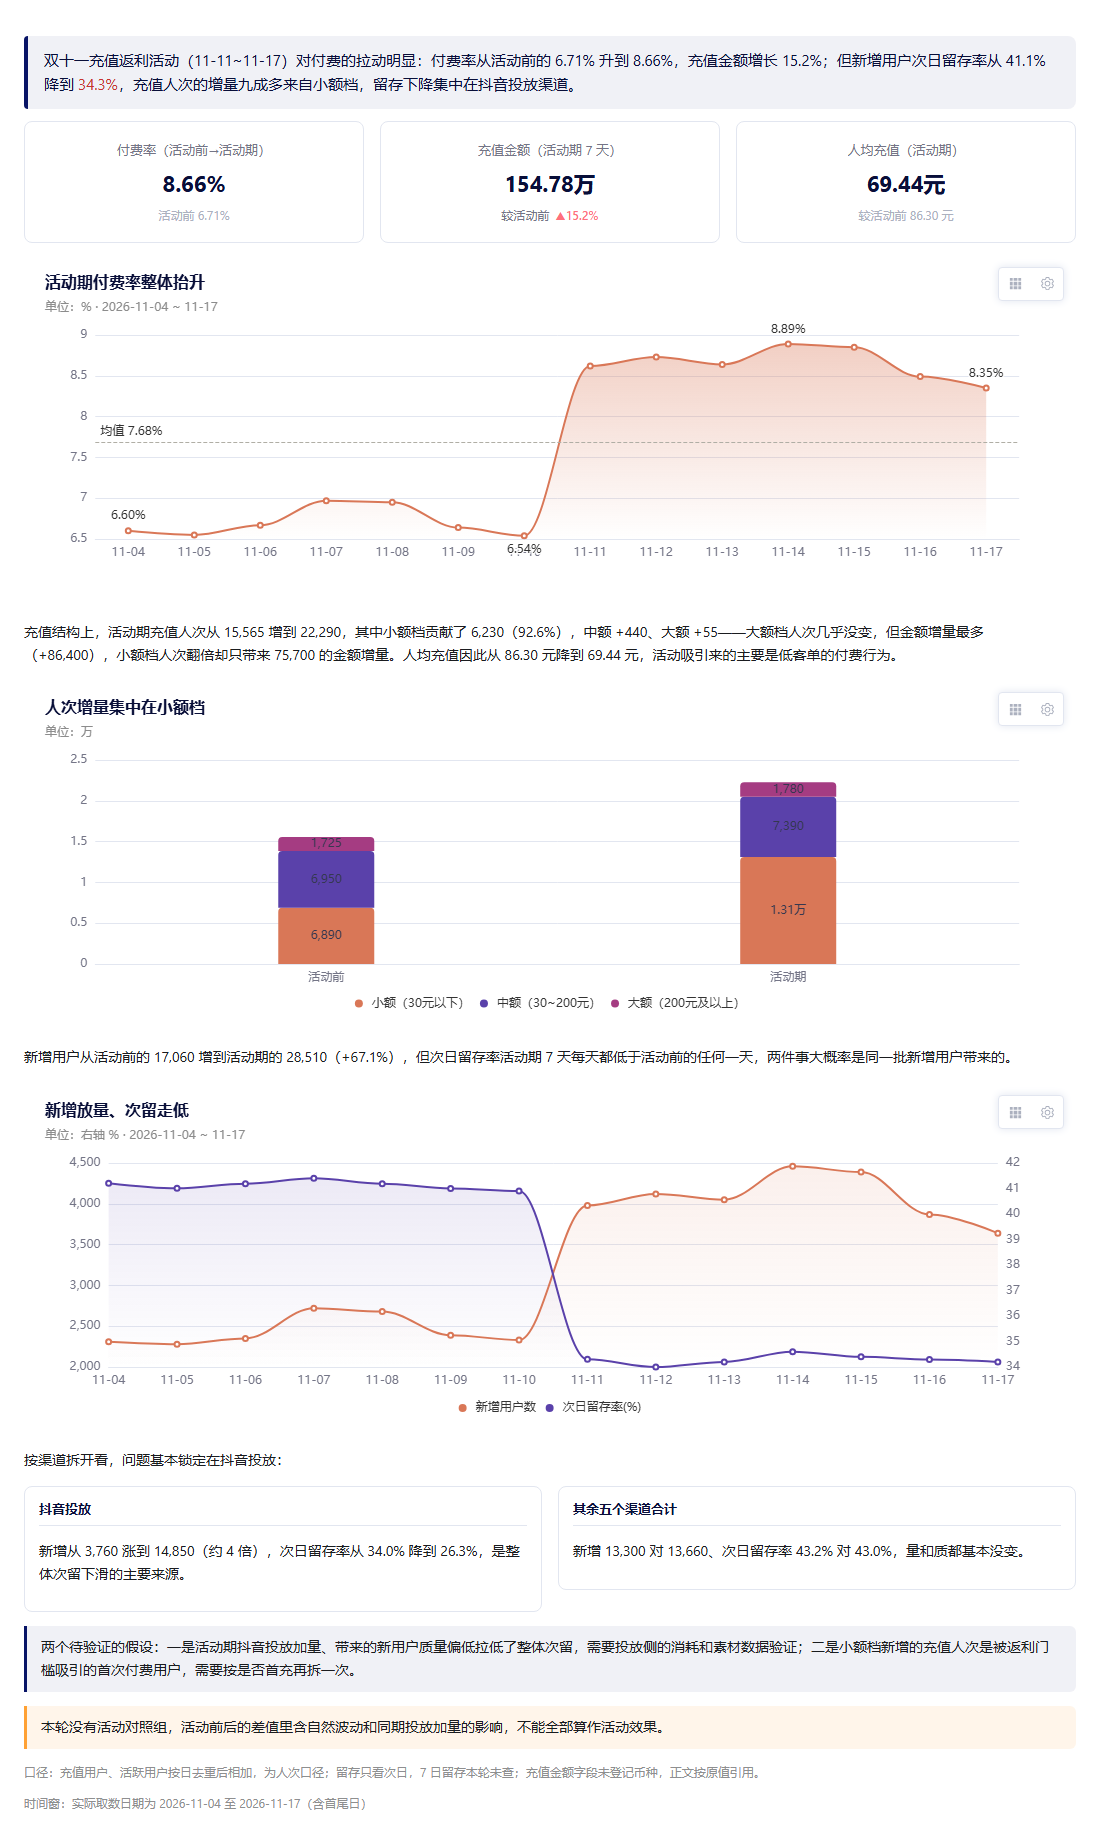 双十一充值返利活动（11-11~11-17）对付费的拉动明显：付费率从活动前的 6.71% 升到 8.66%，充值金额增长 15.2%；但新增用户次日留存率从 41.1%
降到 34.3%，充值人次的增量九成多来自小额档，留存下降集中在抖音投放渠道。
付费率（活动前→活动期）
8.66%
活动前 6.71%
充值金额（活动期 7 天）
154.78万
较活动前 ▲15.2%
人均充值（活动期）
69.44元
较活动前 86.30 元
活动期付费率整体抬升
单位：% · 2026-11-04 ~ 11-17
9
8.5
8
7.5
7
6.5
均值 7.68%
6.60%
6.54%
8.89%
8.35%
11-04 11-05 11-06 11-07 11-08 11-09 11-11 11-12 11-13 11-14 11-15 11-16 11-17
充值结构上，活动期充值人次从 15,565 增到 22,290，其中小额档贡献了 6,230（92.6%），中额 +440、大额 +55——大额档人次几乎没变，但金额增量最多
（+86,400），小额档人次翻倍却只带来 75,700 的金额增量。人均充值因此从 86.30 元降到 69.44 元，活动吸引来的主要是低客单的付费行为。
人次增量集中在小额档
单位：万
2.5
2
1.5
1
0.5
0
1,725
6,950
6,890
1,780
7,390
1.31万
活动前 活动期
小额（30元以下） 中额（30~200元） 大额（200元及以上）
新增用户从活动前的 17,060 增到活动期的 28,510（+67.1%），但次日留存率活动期 7 天每天都低于活动前的任何一天，两件事大概率是同一批新增用户带来的。
新增放量、次留走低
单位：右轴 % · 2026-11-04 ~ 11-17
4,500
4,000
3,500
3,000
2,500
2,000
42
41
40
39
38
37
36
35
34
11-04 11-05 11-06 11-07 11-08 11-09 11-10 11-11 11-12 11-13 11-14 11-15 11-16 11-17
新增用户数 次日留存率(%)
按渠道拆开看，问题基本锁定在抖音投放：
抖音投放
新增从 3,760 涨到 14,850（约 4 倍），次日留存率从 34.0% 降到 26.3%，是整
体次留下滑的主要来源。
其余五个渠道合计
新增 13,300 对 13,660、次日留存率 43.2% 对 43.0%，量和质都基本没变。
两个待验证的假设：一是活动期抖音投放加量、带来的新用户质量偏低拉低了整体次留，需要投放侧的消耗和素材数据验证；二是小额档新增的充值人次是被返利门
槛吸引的首次付费用户，需要按是否首充再拆一次。
本轮没有活动对照组，活动前后的差值里含自然波动和同期投放加量的影响，不能全部算作活动效果。
口径：充值用户、活跃用户按日去重后相加，为人次口径；留存只看次日，7 日留存本轮未查；充值金额字段未登记币种，正文按原值引用。
时间窗：实际取数日期为 2026-11-04 至 2026-11-17（含首尾日）